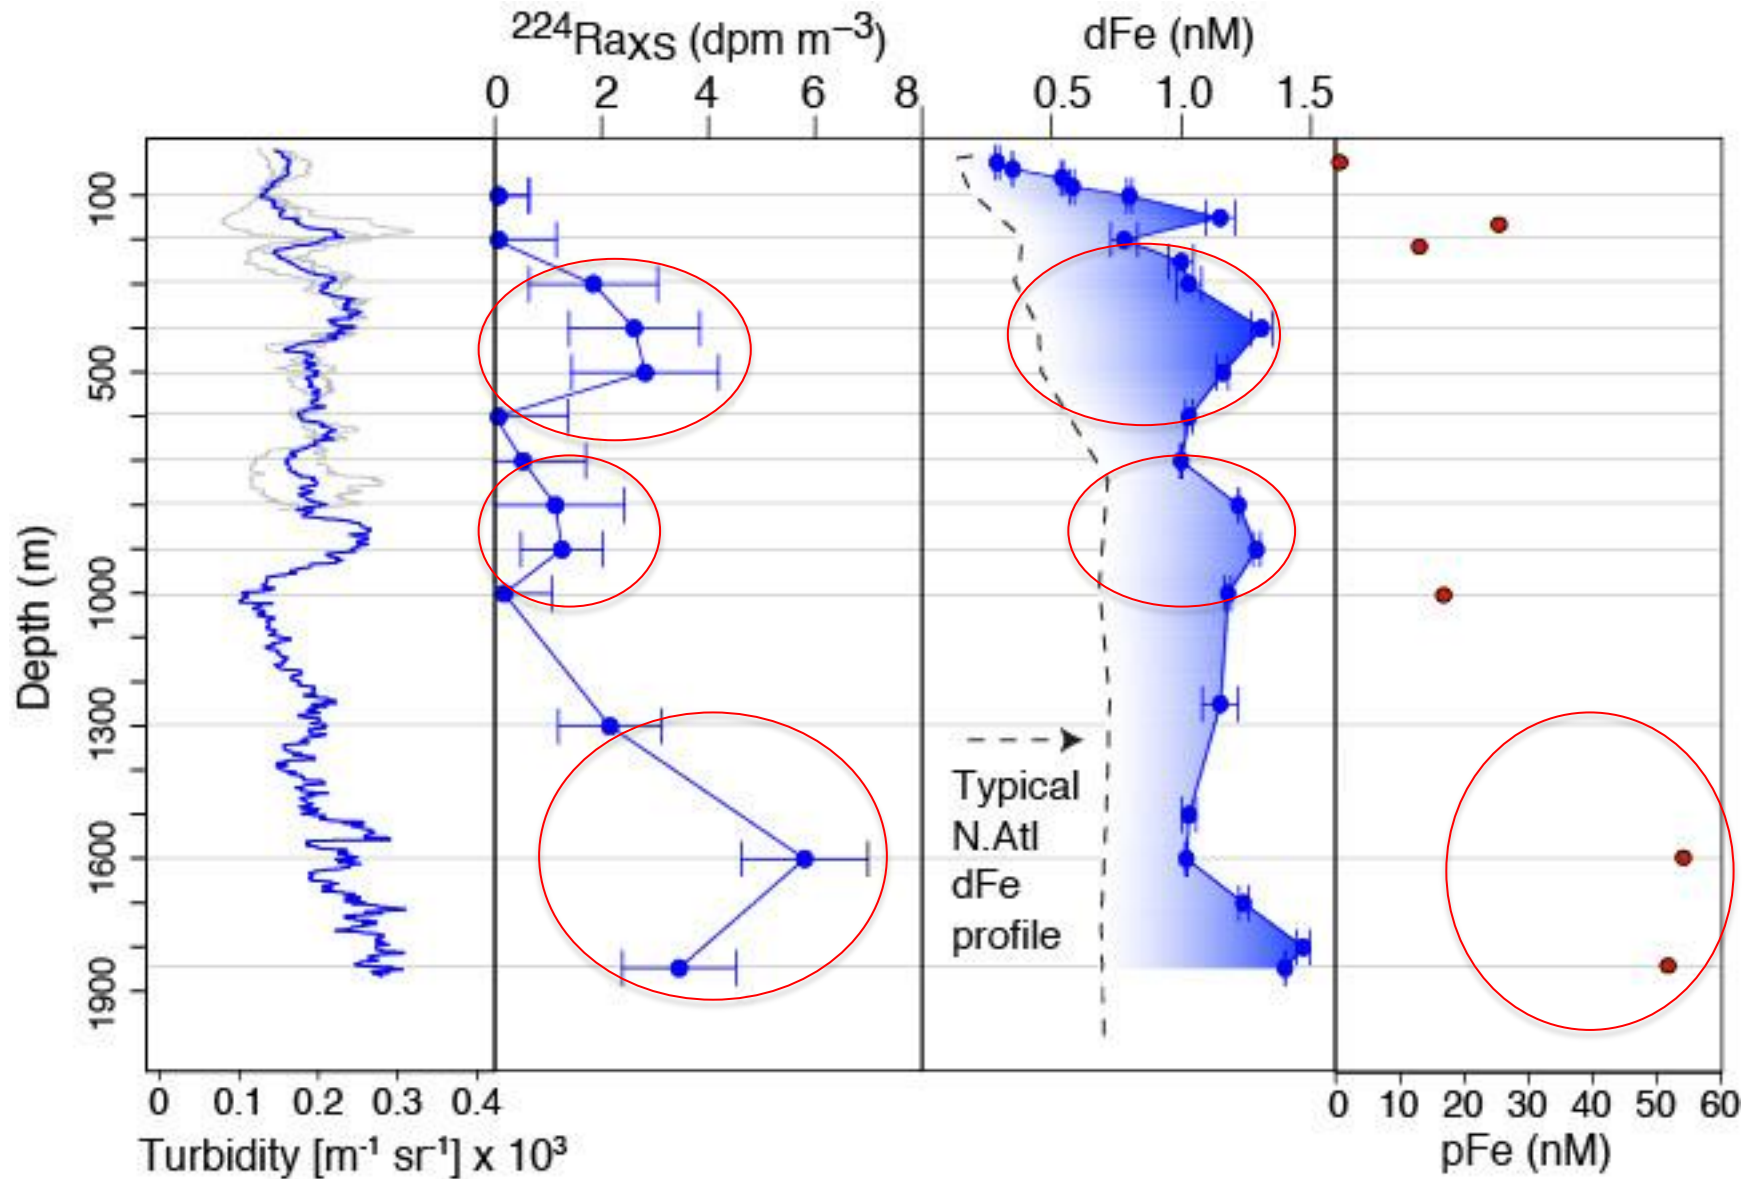 ²²⁴Raxs (dpm m⁻³)
dFe (nM)
0 2 4 6 8
0.5 1.0 1.5
Depth (m)
100
500
1000
1300
1600
1900
Typical
N.Atl
dFe
profile
0 0.1 0.2 0.3 0.4
Turbidity [m⁻¹ sr⁻¹] x 10³
0 10 20 30 40 50 60
pFe (nM)